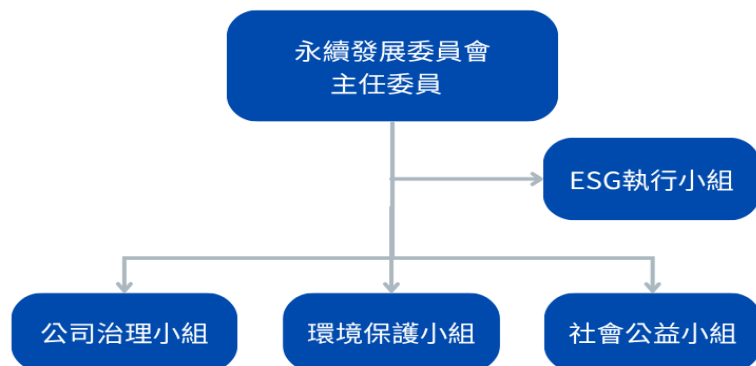 永續發展委員會
主任委員
ESG執行小組
公司治理小組
環境保護小組
社會公益小組